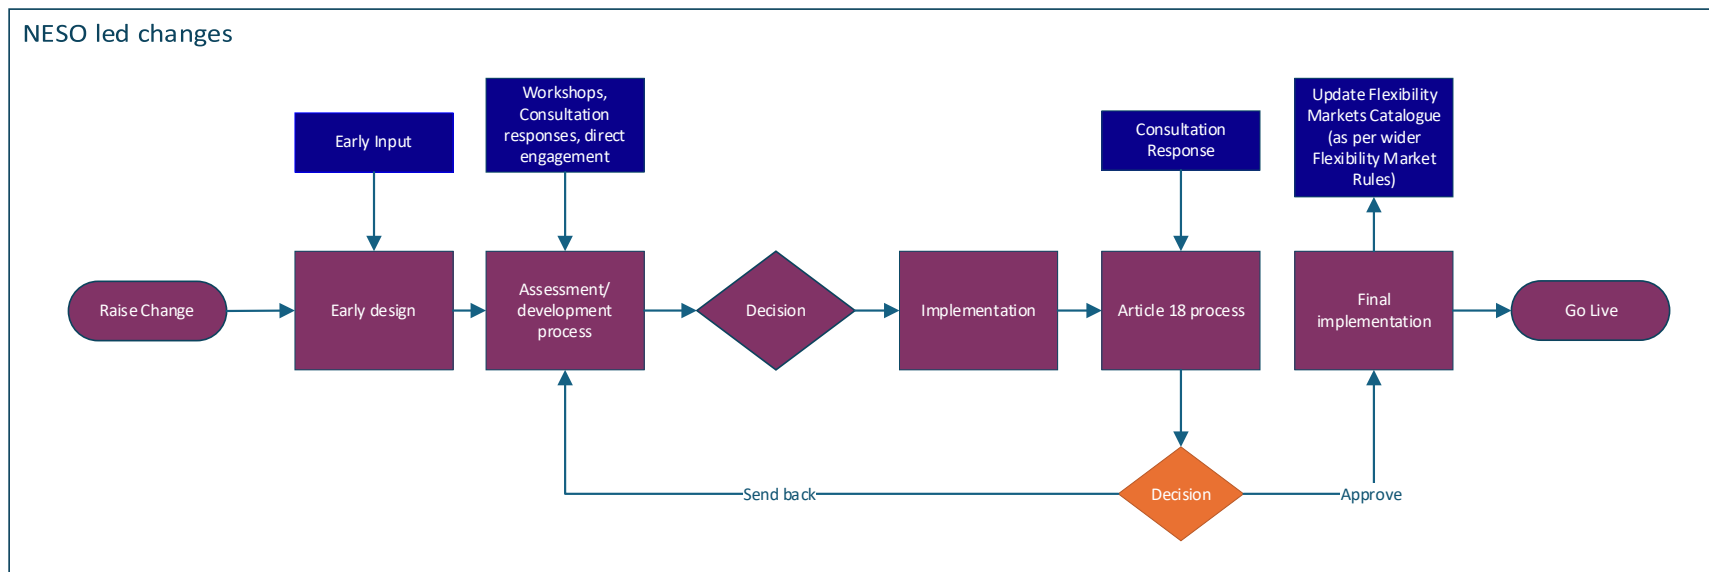 NESO led changes
Early Input
Workshops,
Consultation
responses, direct
engagement
Consultation
Response
Update Flexibility
Markets Catalogue
(as per wider
Flexibility Market
Rules)
Raise Change
Early design
Assessment/
development
process
Decision
Implementation
Article 18 process
Final
implementation
Go Live
Send back
Decision
Approve